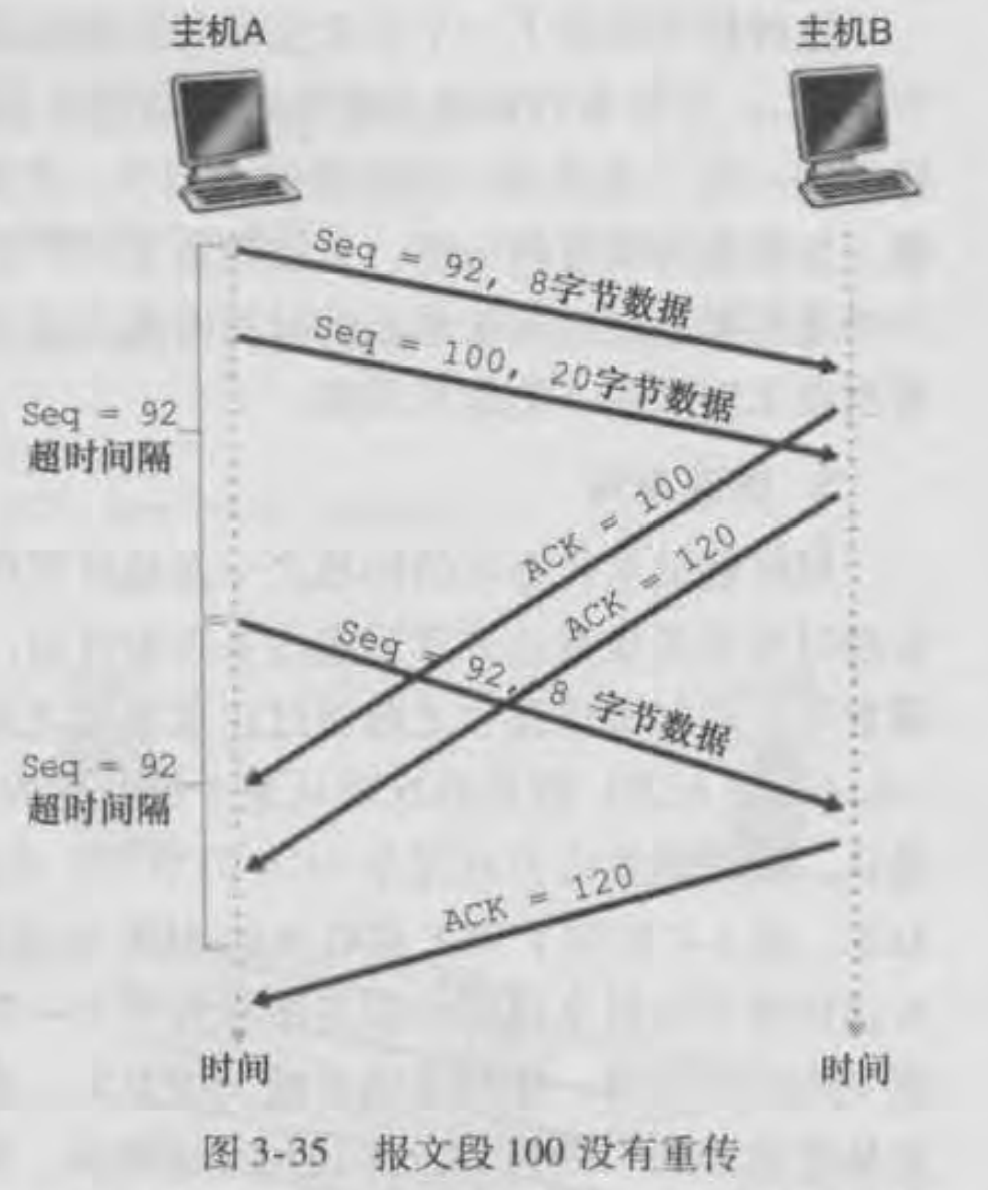 主机A
主机B
Seq = 92, 8字节数据
Seq = 100, 20字节数据
Seq = 92
超时间隔
ACK = 100
ACK = 120
Seq = 92, 8 字节数据
Seq = 92
超时间隔
ACK = 120
时间
时间
图 3-35 报文段 100 没有重传